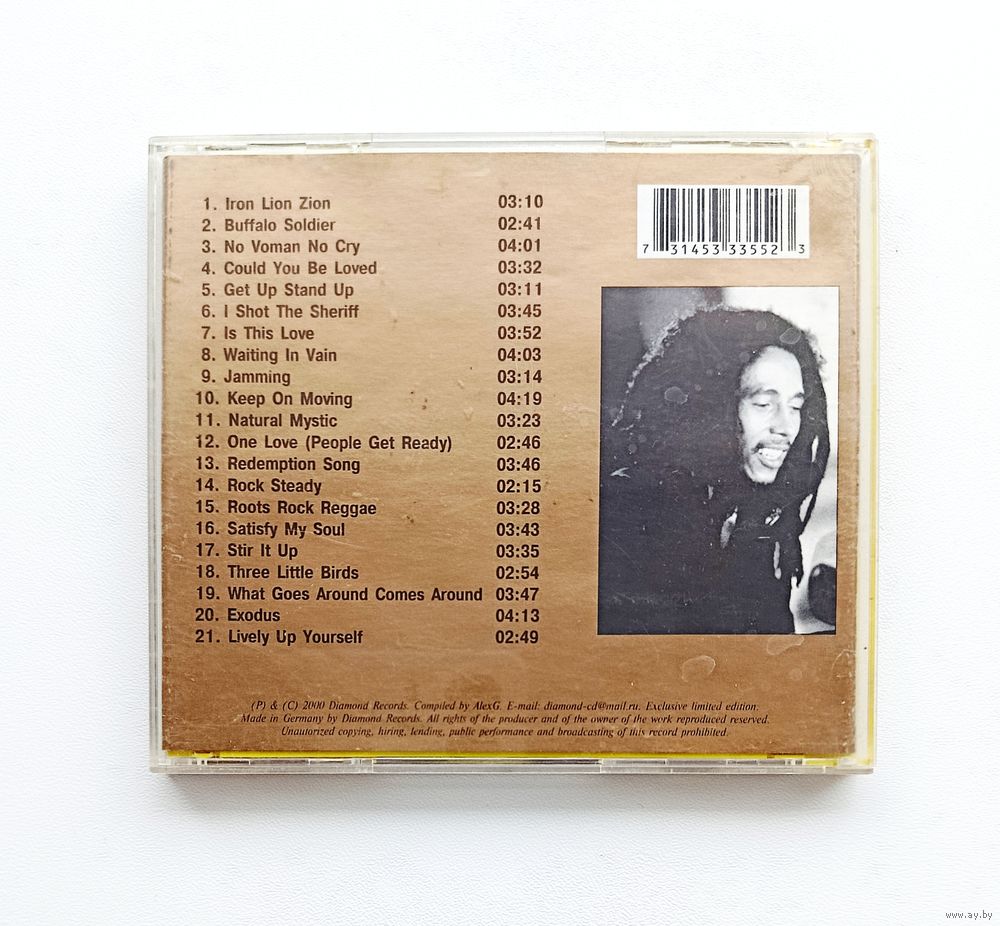 1. Iron Lion Zion 03:10
2. Buffalo Soldier 02:41
3. No Voman No Cry 04:01
4. Could You Be Loved 03:32
5. Get Up Stand Up 03:11
6. I Shot The Sheriff 03:45
7. Is This Love 03:52
8. Waiting In Vain 04:03
9. Jamming 03:14
10. Keep On Moving 04:19
11. Natural Mystic 03:23
12. One Love (People Get Ready) 02:46
13. Redemption Song 03:46
14. Rock Steady 02:15
15. Roots Rock Reggae 03:28
16. Satisfy My Soul 03:43
17. Stir It Up 03:35
18. Three Little Birds 02:54
19. What Goes Around Comes Around 03:47
20. Exodus 04:13
21. Lively Up Yourself 02:49
7 31453 33552 3
(P) & (C) 2000 Diamond Records. Compiled by AlexG. E-mail: diamond-cd@mail.ru. Exclusive limited edition.
Made in Germany by Diamond Records. All rights of the producer and of the owner of the work reproduced reserved.
Unautorized copying, hiring, lending, public performance and broadcasting of this record prohibited.
www.ay.by